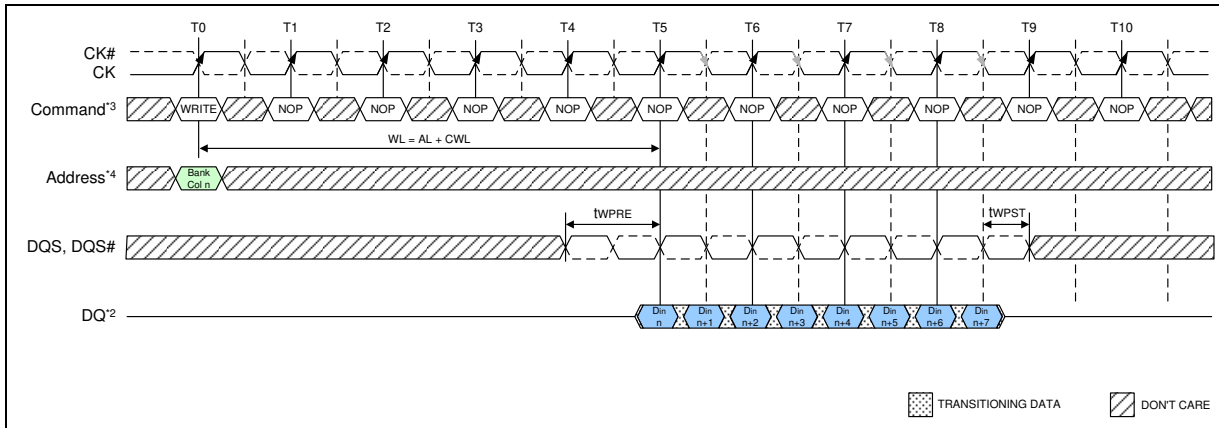 T0 T1 T2 T3 T4 T5 T6 T7 T8 T9 T10
CK#
CK
Command*3 WRITE NOP NOP NOP NOP NOP NOP NOP NOP NOP NOP
WL = AL + CWL
Address*4 Bank Col n
tWPRE tWPST
DQS, DQS#
DQ*2 Din n Din n+1 Din n+2 Din n+3 Din n+4 Din n+5 Din n+6 Din n+7
TRANSITIONING DATA DON'T CARE